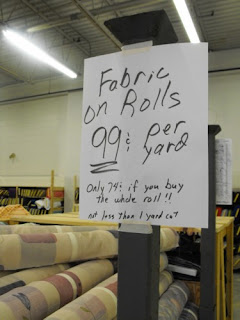 Fabric
on Rolls
99¢ per
yard
Only 74¢ if you buy
the whole roll!!
not less than 1 yard cut